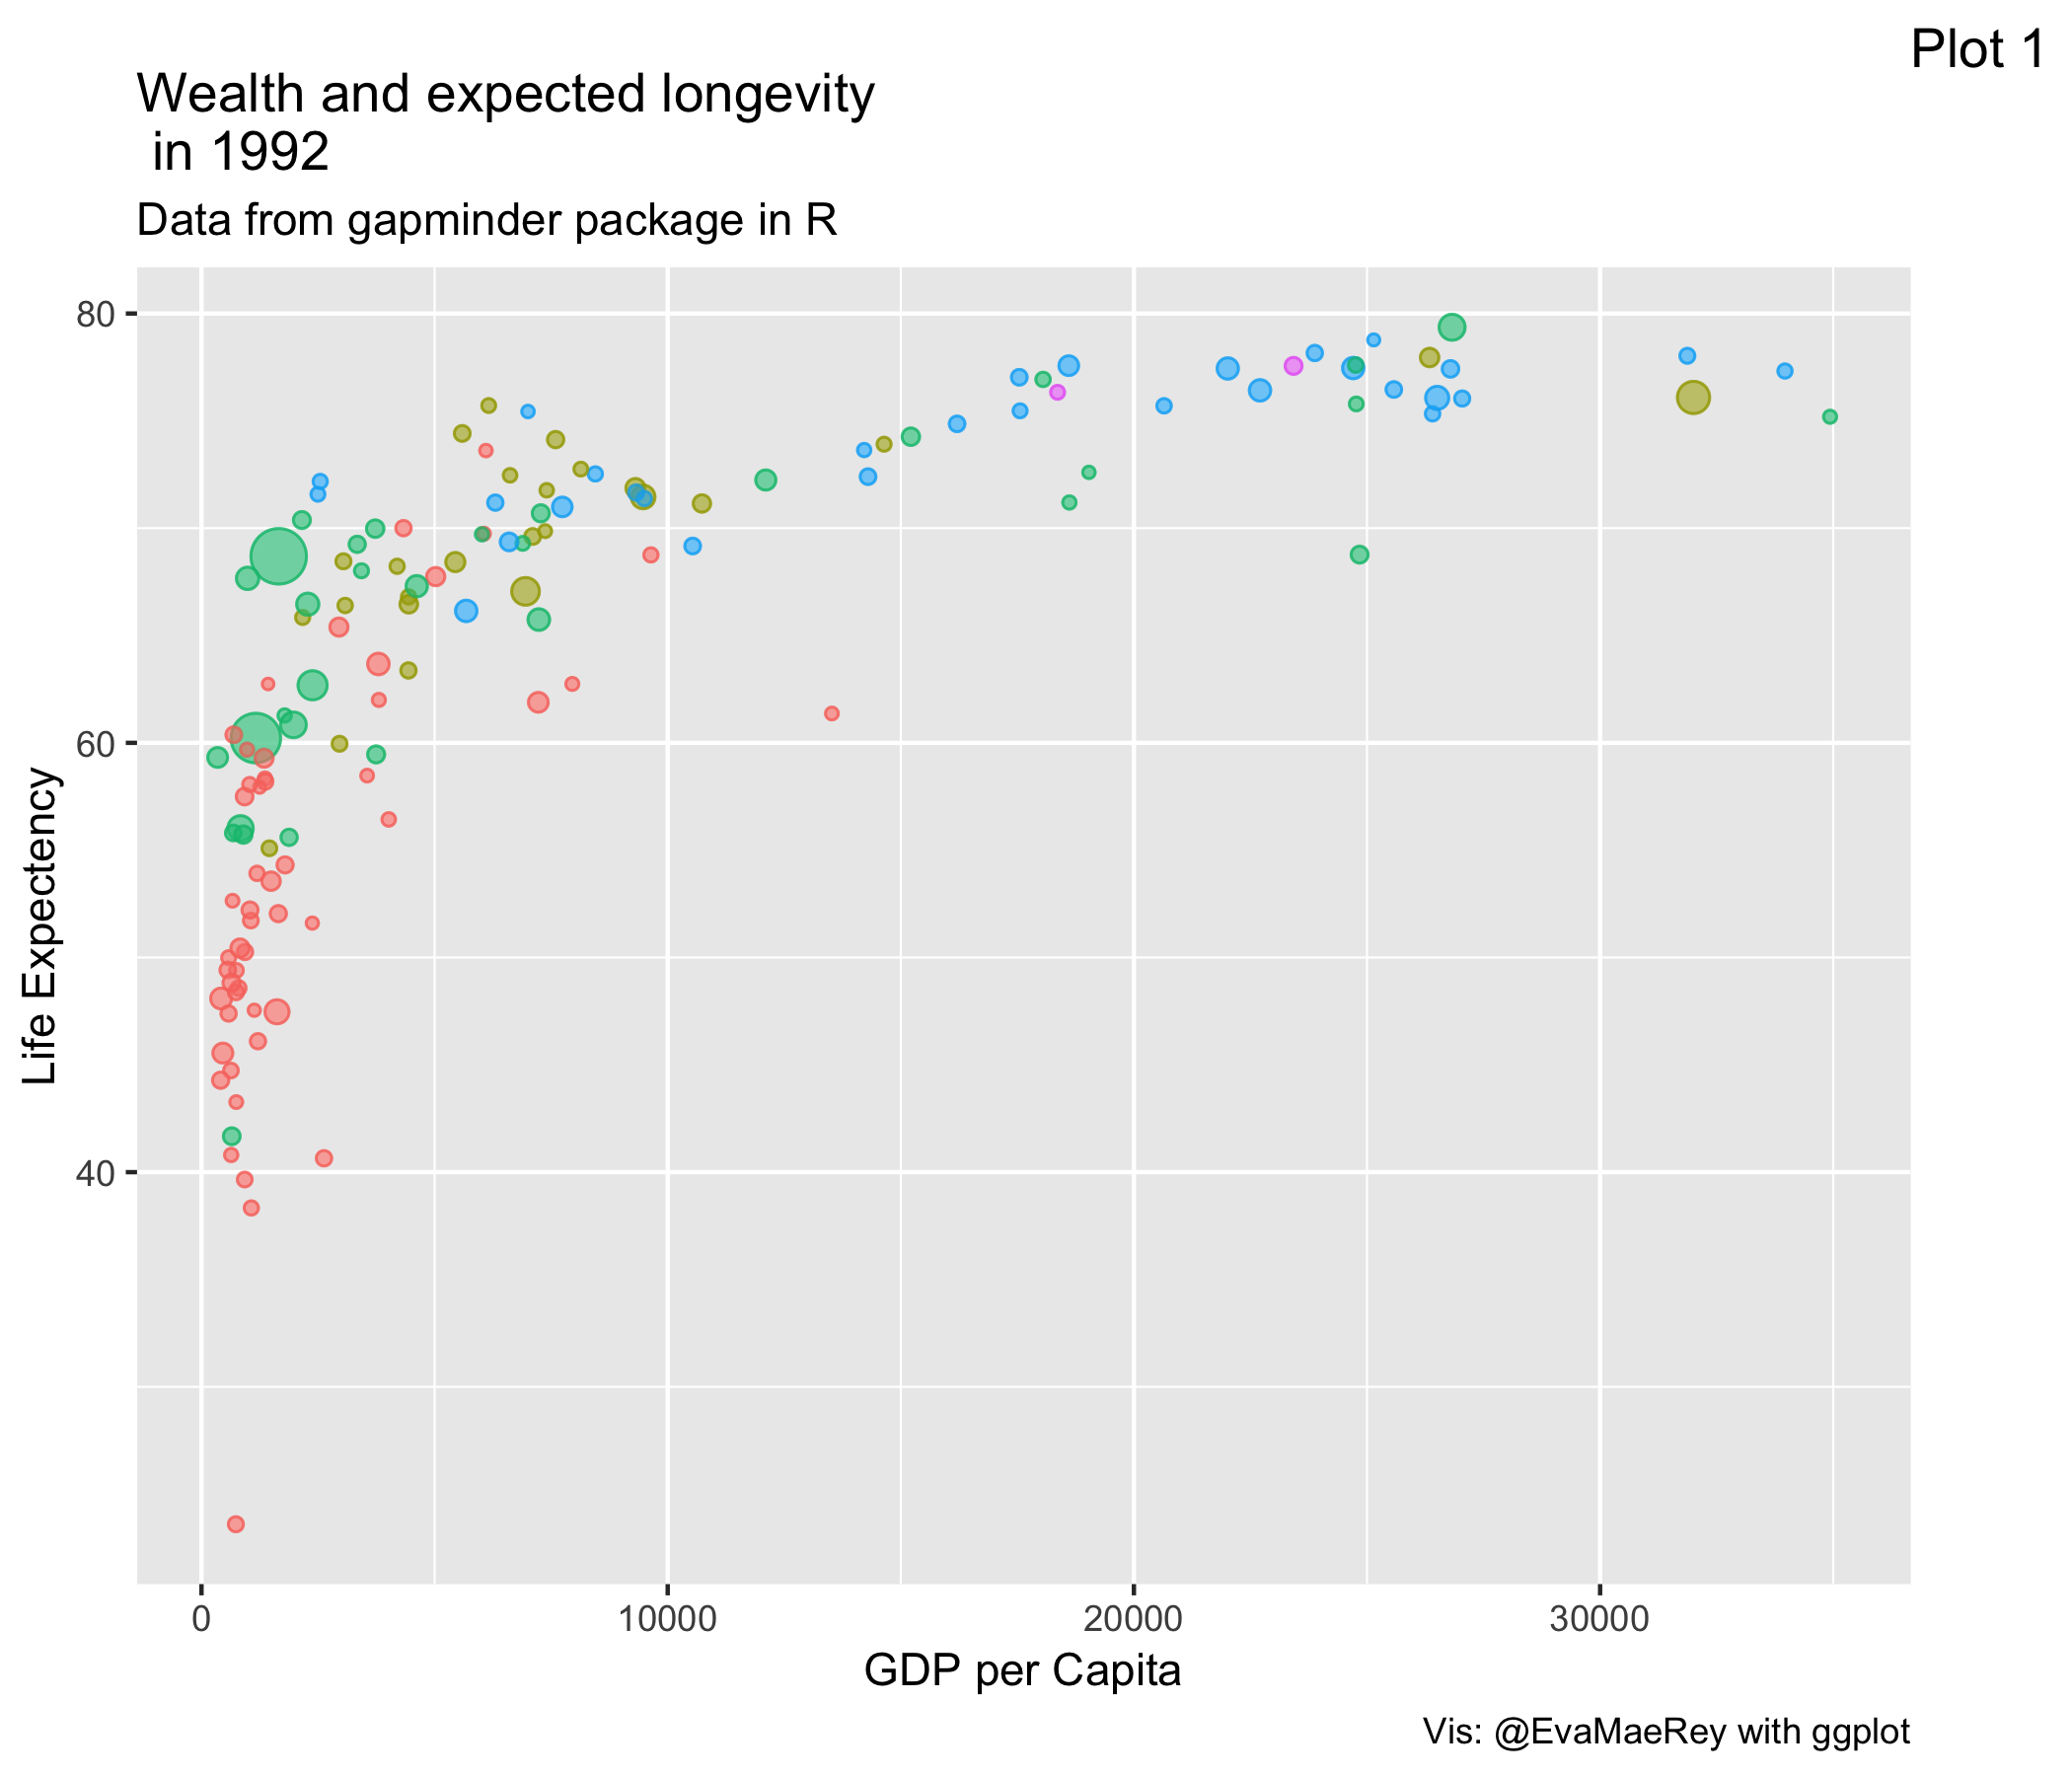 Plot 1
Wealth and expected longevity
in 1992
Data from gapminder package in R
80
60
40
Life Expectency
0 10000 20000 30000
GDP per Capita
Vis: @EvaMaeRey with ggplot